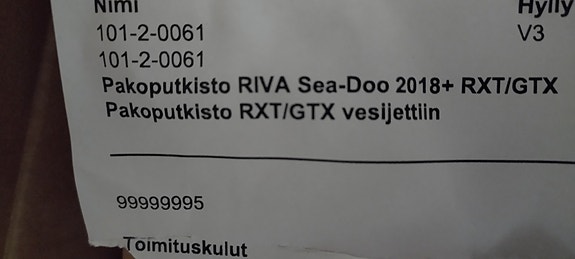 Nimi Hylly
101-2-0061 V3
101-2-0061
Pakoputkisto RIVA Sea-Doo 2018+ RXT/GTX
Pakoputkisto RXT/GTX vesijettiin
99999995
Toimituskulut